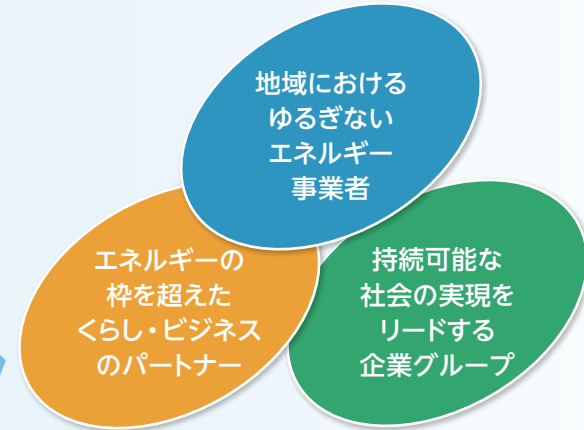 地域における
ゆるぎない
エネルギー
事業者
エネルギーの
枠を超えた
くらし・ビジネス
のパートナー
持続可能な
社会の実現を
リードする
企業グループ